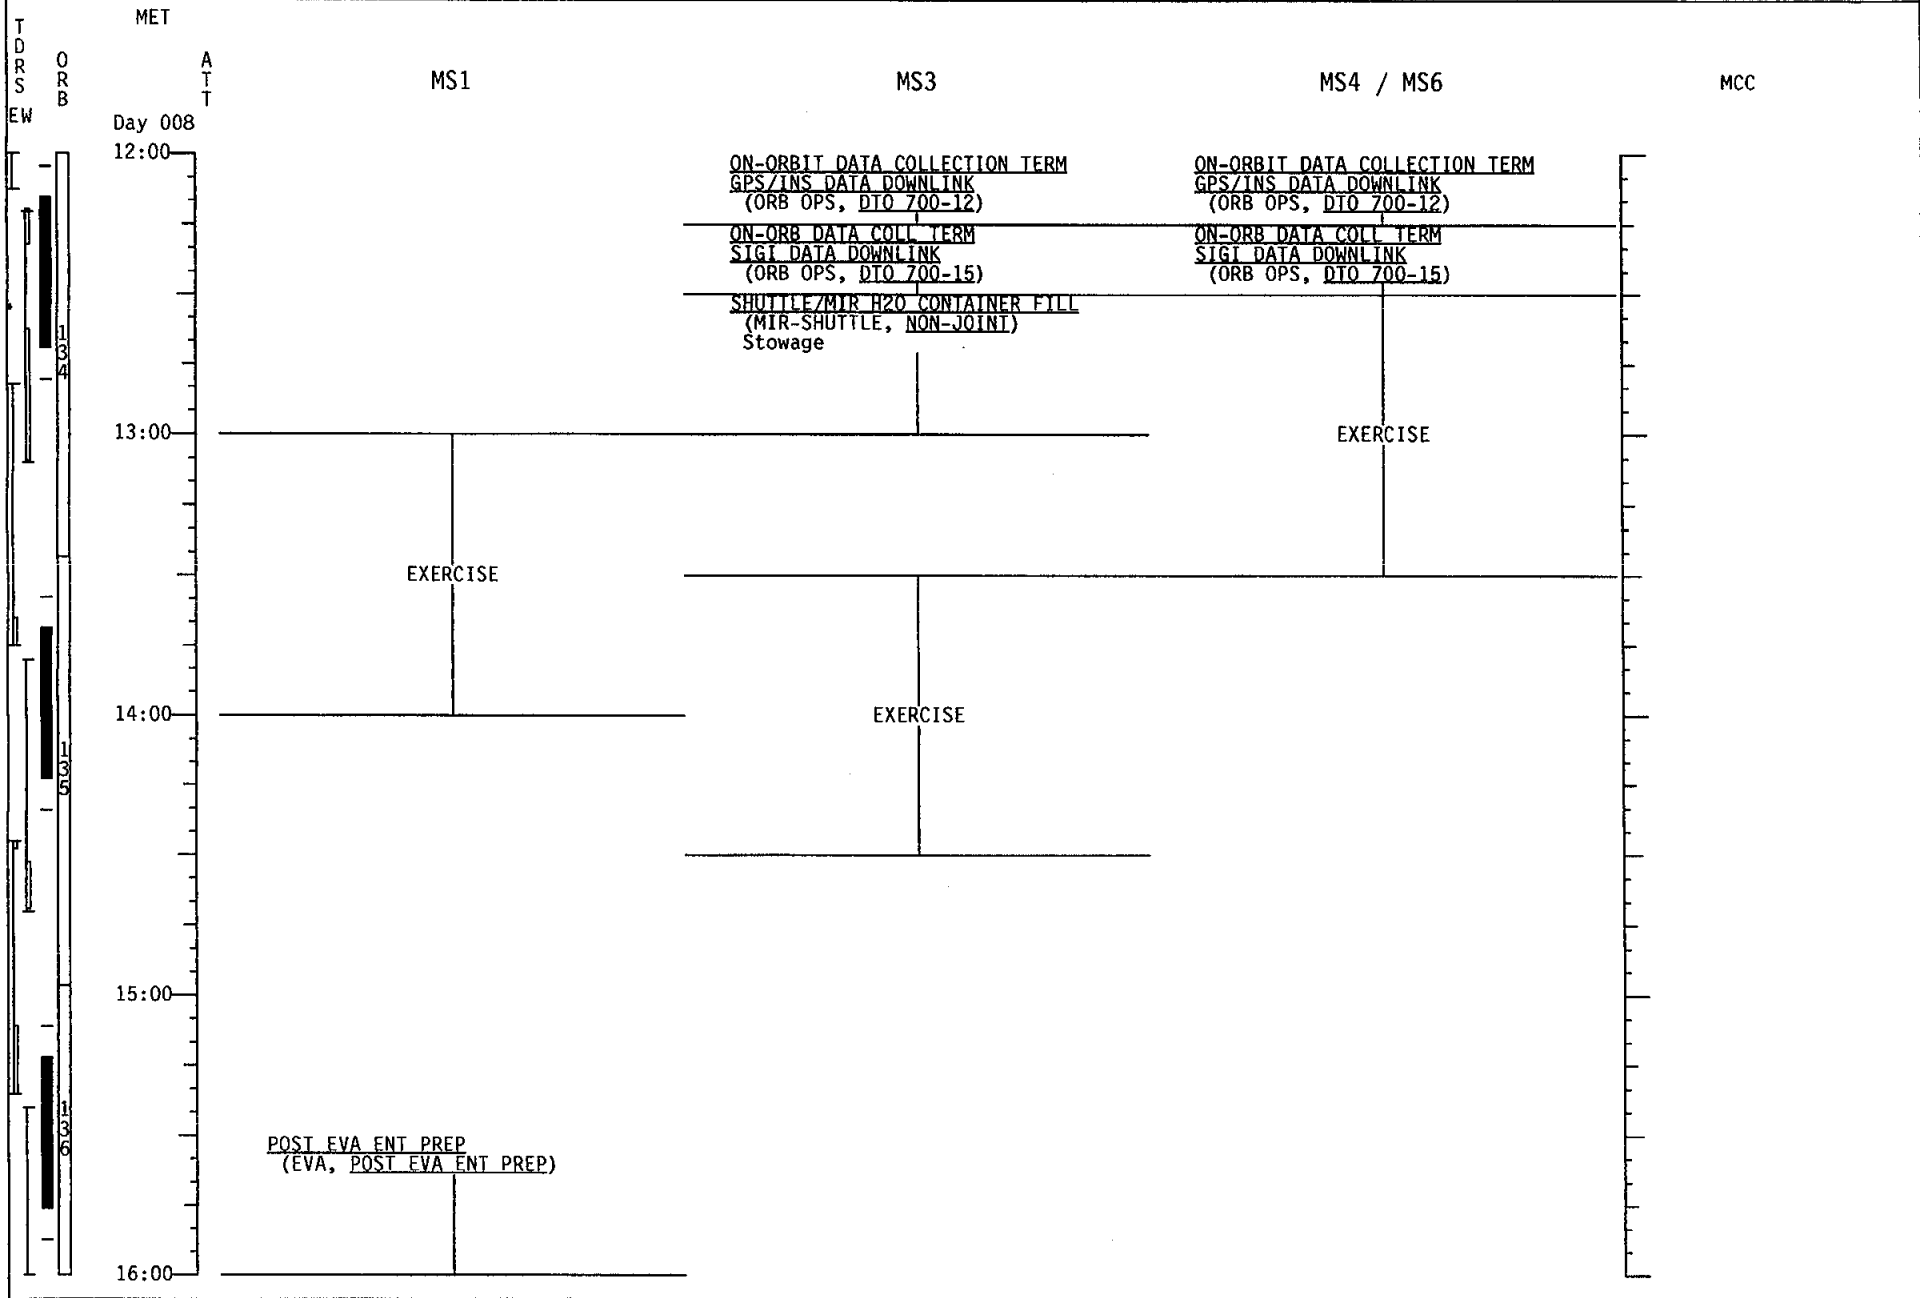 MET
TDRS
ORB
ATT
MS1
MS3
MS4 / MS6
MCC
EW
Day 008
12:00
ON-ORBIT DATA COLLECTION TERM
GPS/INS DATA DOWNLINK
(ORB OPS, DTO 700-12)
ON-ORBIT DATA COLLECTION TERM
GPS/INS DATA DOWNLINK
(ORB OPS, DTO 700-12)
ON-ORB DATA COLL TERM
SIGI DATA DOWNLINK
(ORB OPS, DTO 700-15)
ON-ORB DATA COLL TERM
SIGI DATA DOWNLINK
(ORB OPS, DTO 700-15)
SHUTTLE/MIR H2O CONTAINER FILL
(MIR-SHUTTLE, NON-JOINT)
Stowage
134
13:00
EXERCISE
EXERCISE
14:00
EXERCISE
135
15:00
136
POST EVA ENT PREP
(EVA, POST EVA ENT PREP)
16:00